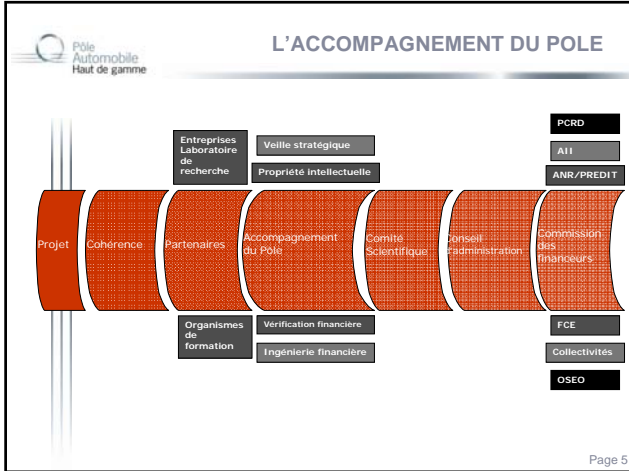 Pôle
Automobile
Haut de gamme
L'ACCOMPAGNEMENT DU POLE
PCRD
AII
ANR/PREDIT
Entreprises
Laboratoire
de
recherche
Veille stratégique
Propriété intellectuelle
Projet
Cohérence
Partenaires
Accompagnement
du Pôle
Comité
Scientifique
Conseil
d'administration
Commission
des
financeurs
Organismes
de
formation
Vérification financière
Ingénierie financière
FCE
Collectivités
OSEO
Page 5